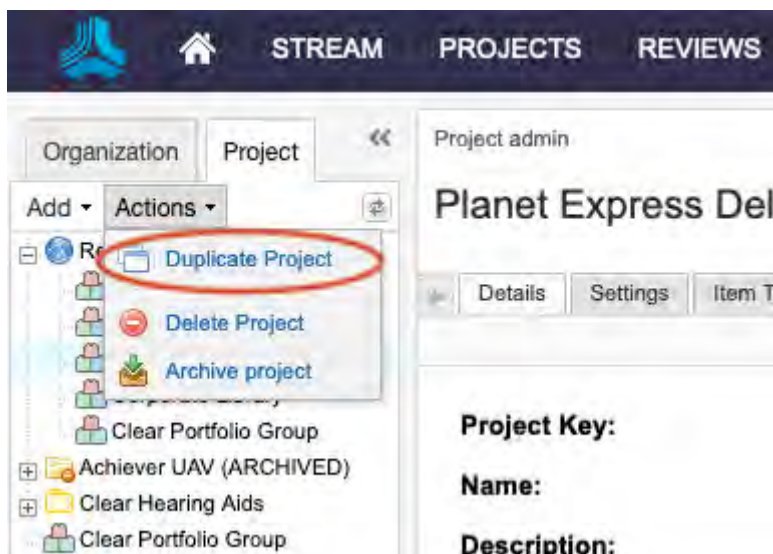 STREAM PROJECTS REVIEWS
Organization Project
Project admin
Add Actions
Planet Express Del
Duplicate Project
Details Settings Item T
Delete Project
Archive project
Clear Portfolio Group
Project Key:
Achiever UAV (ARCHIVED)
Name:
Clear Hearing Aids
Clear Portfolio Group
Description: